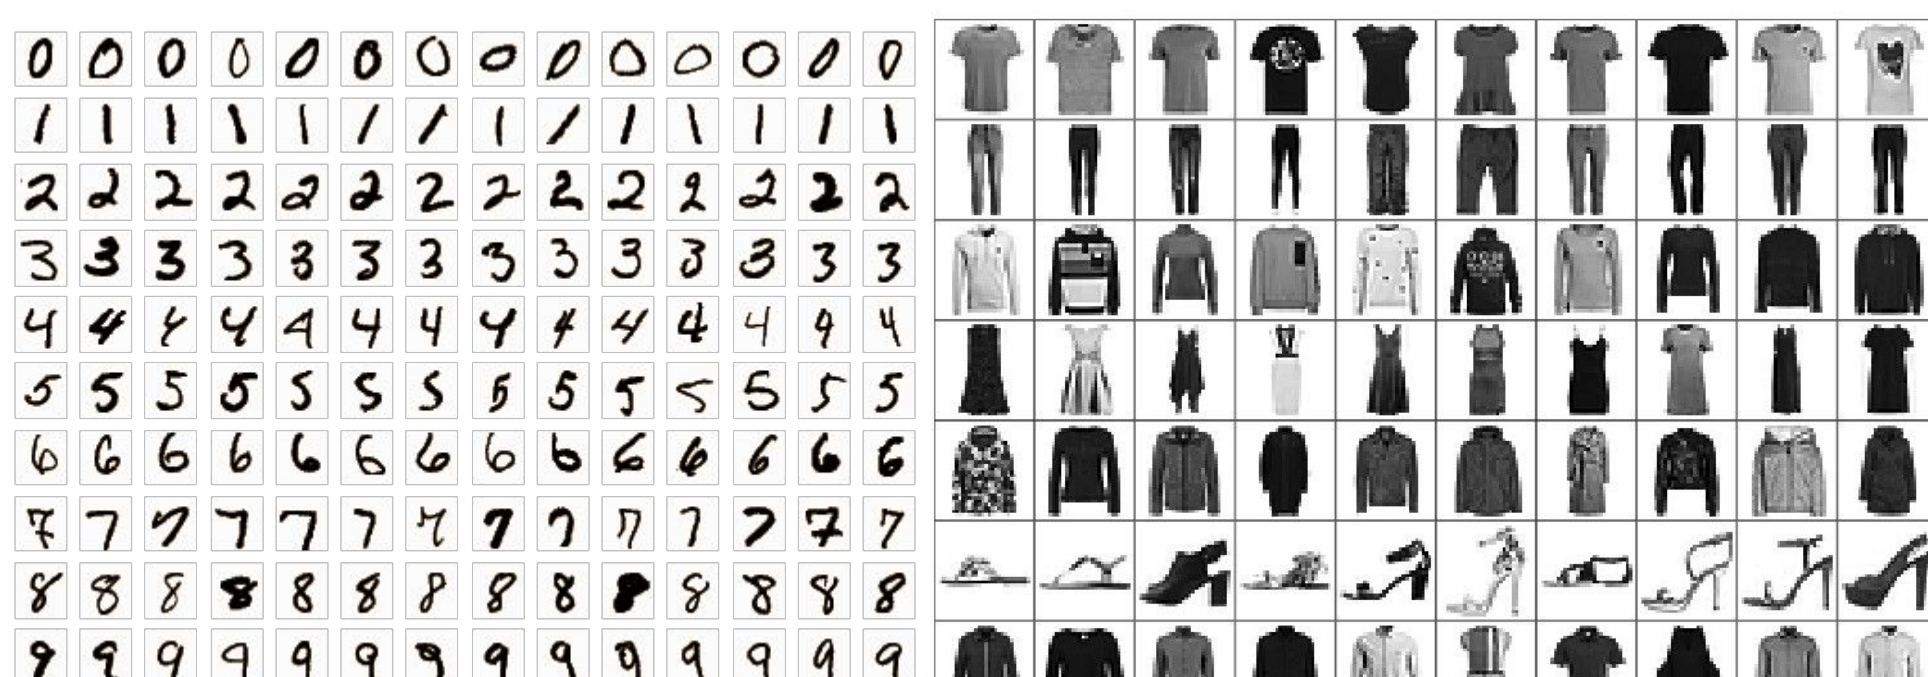 0 0 0 0 0 0 0 0 0 0 0 0 0 0
1 1 1 1 1 1 1 1 1 1 1 1 1 1
2 2 2 2 2 2 2 2 2 2 2 2 2 2
3 3 3 3 3 3 3 3 3 3 3 3 3 3
4 4 4 4 4 4 4 4 4 4 4 4 4 4
5 5 5 5 5 5 5 5 5 5 5 5 5 5
6 6 6 6 6 6 6 6 6 6 6 6 6 6
7 7 7 7 7 7 7 7 7 7 7 7 7 7
8 8 8 8 8 8 8 8 8 8 8 8 8 8
9 9 9 9 9 9 9 9 9 9 9 9 9 9